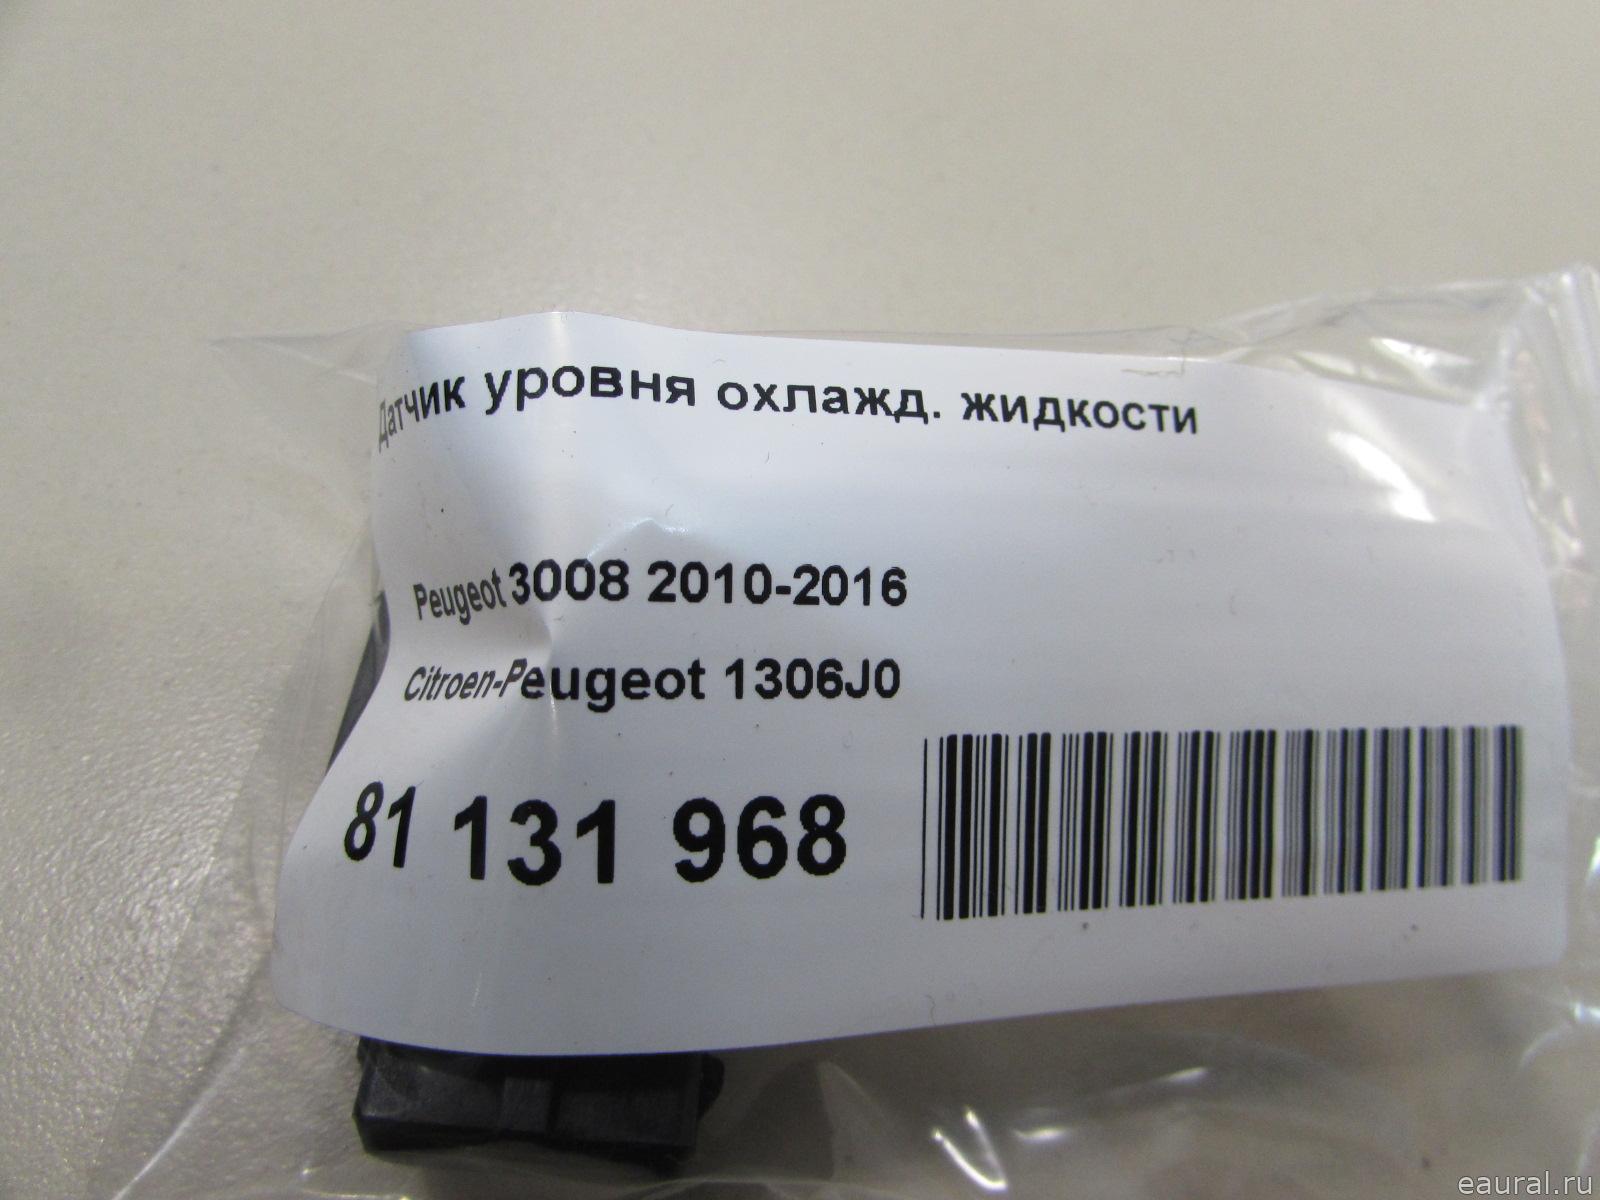 Датчик уровня охлажд. жидкости
Peugeot 3008 2010-2016
Citroen-Peugeot 1306J0
81 131 968
eaural.ru